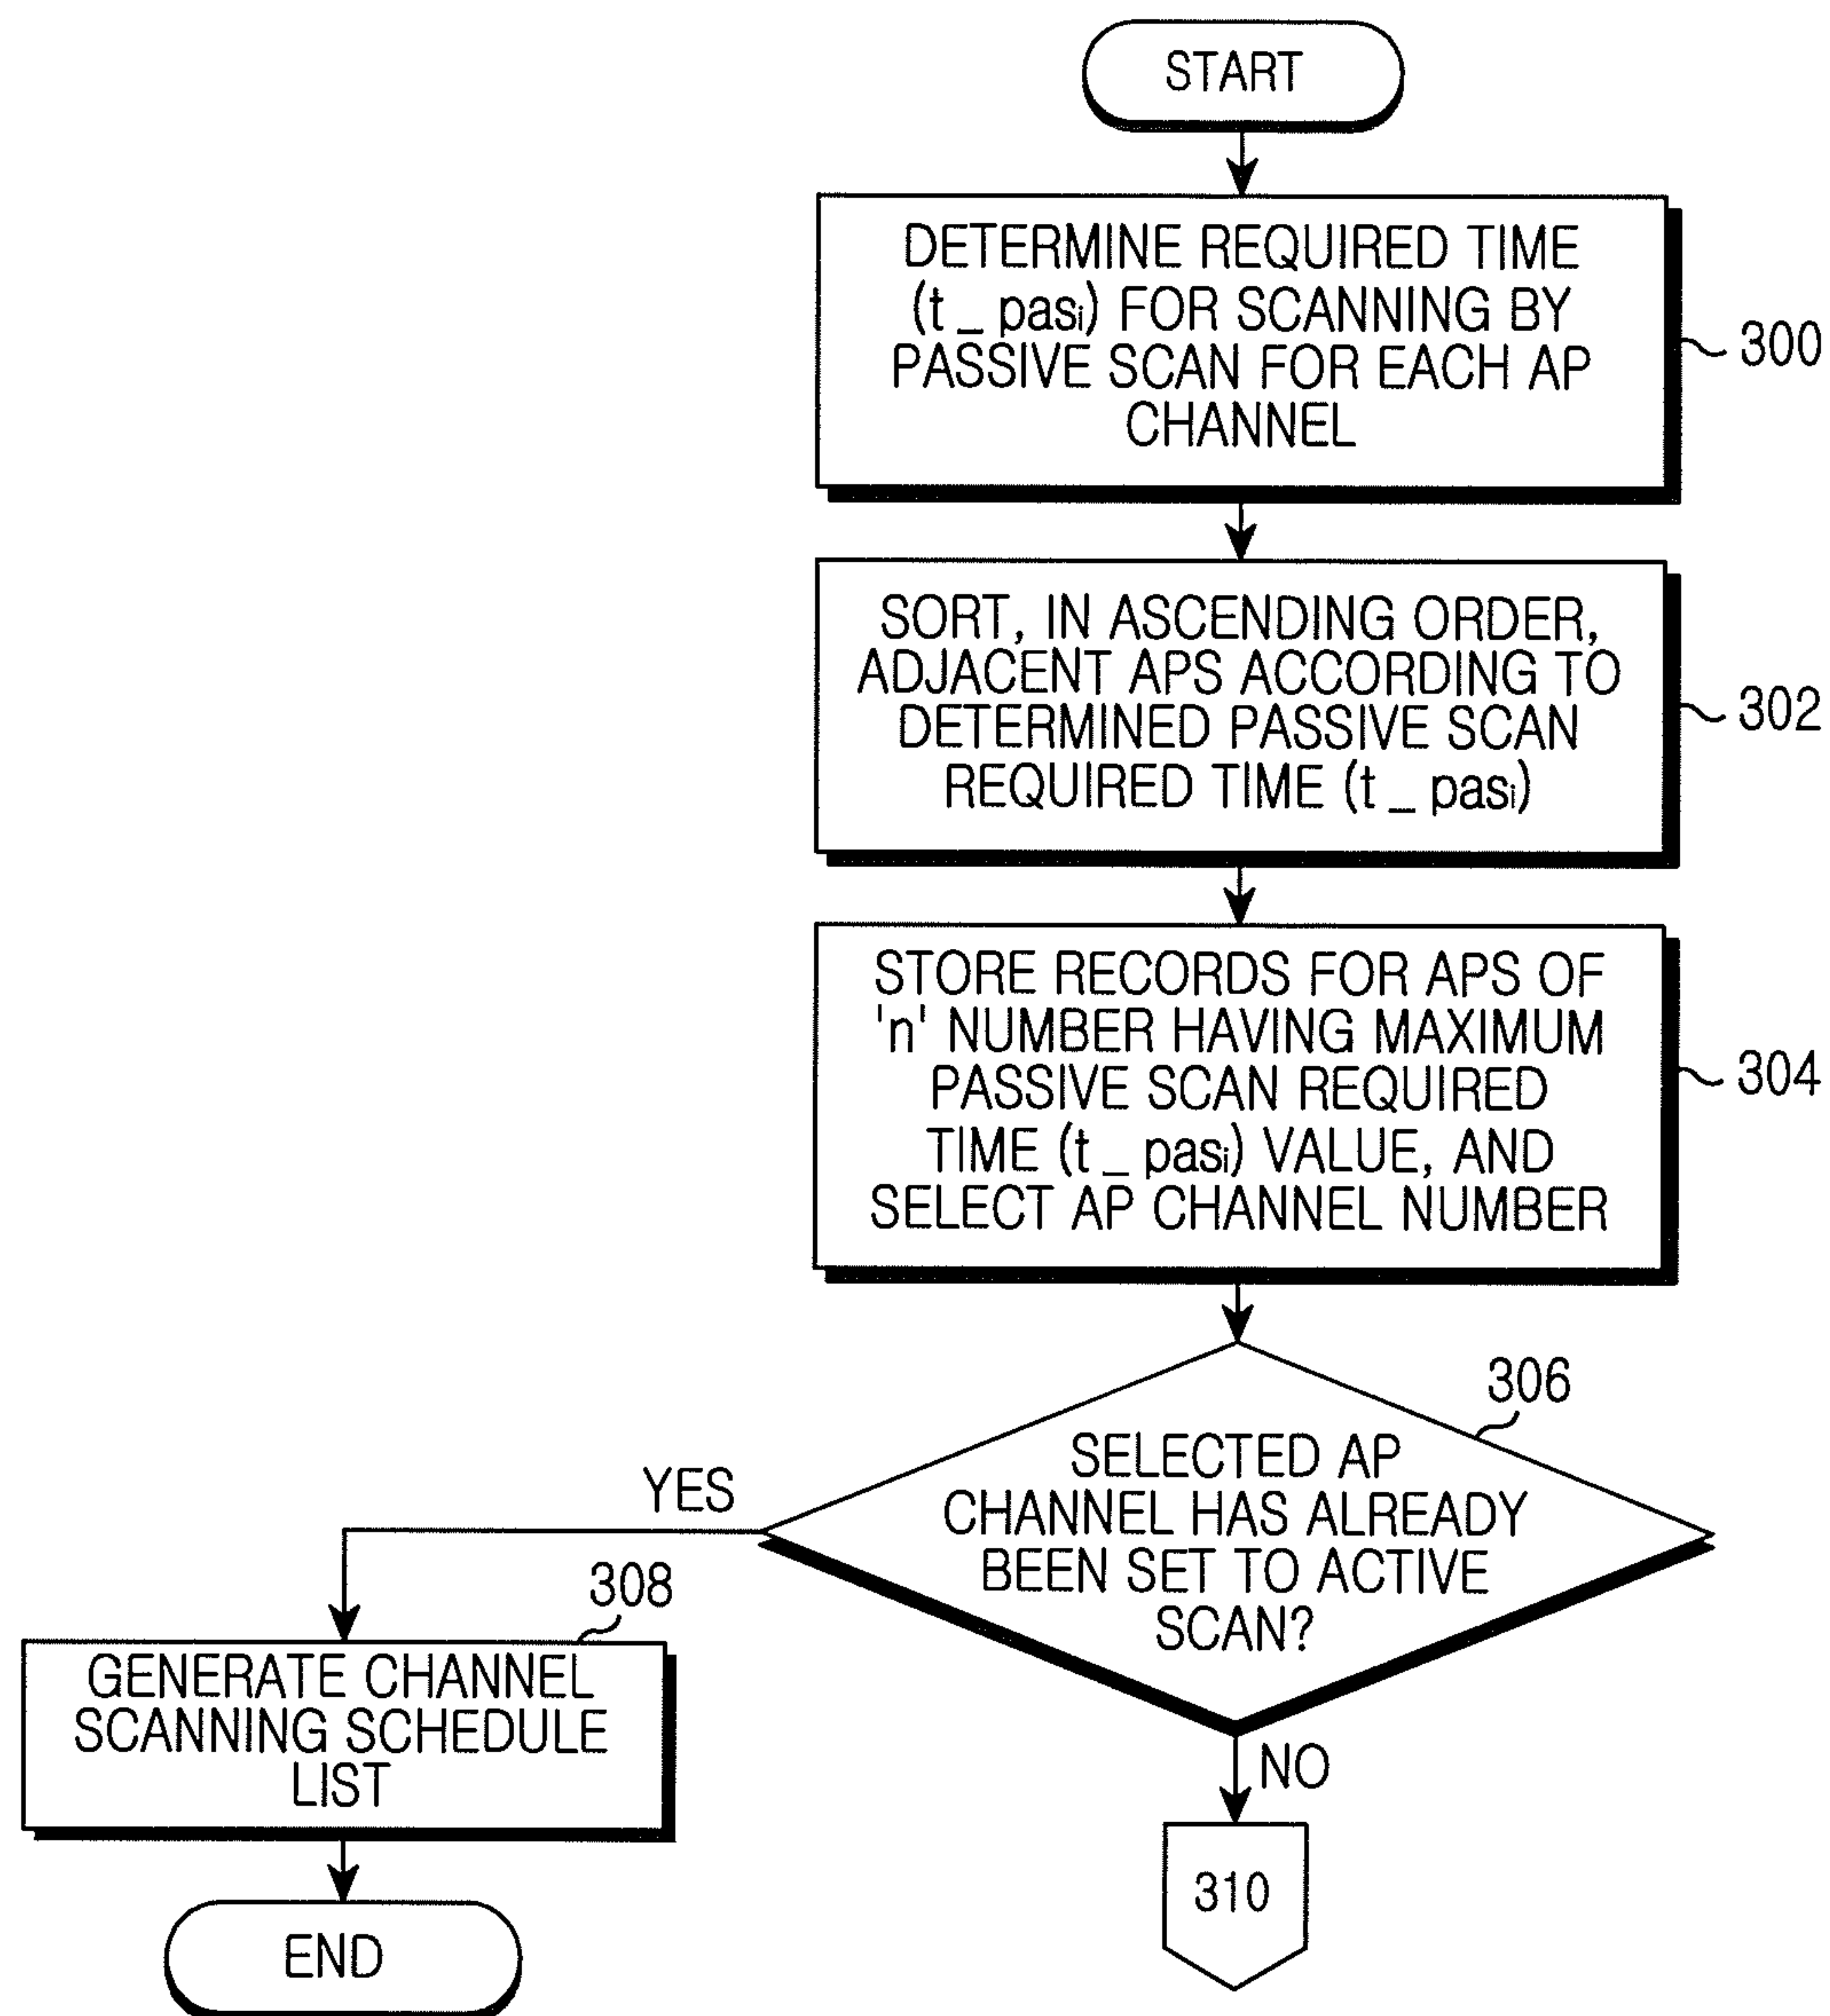 START
DETERMINE REQUIRED TIME
(t _ pasᵢ) FOR SCANNING BY
PASSIVE SCAN FOR EACH AP
CHANNEL
300
SORT, IN ASCENDING ORDER,
ADJACENT APS ACCORDING TO
DETERMINED PASSIVE SCAN
REQUIRED TIME (t _ pasᵢ)
302
STORE RECORDS FOR APS OF
'n' NUMBER HAVING MAXIMUM
PASSIVE SCAN REQUIRED
TIME (t _ pasᵢ) VALUE, AND
SELECT AP CHANNEL NUMBER
304
306
SELECTED AP
CHANNEL HAS ALREADY
BEEN SET TO ACTIVE
SCAN?
YES
308
GENERATE CHANNEL
SCANNING SCHEDULE
LIST
NO
310
END